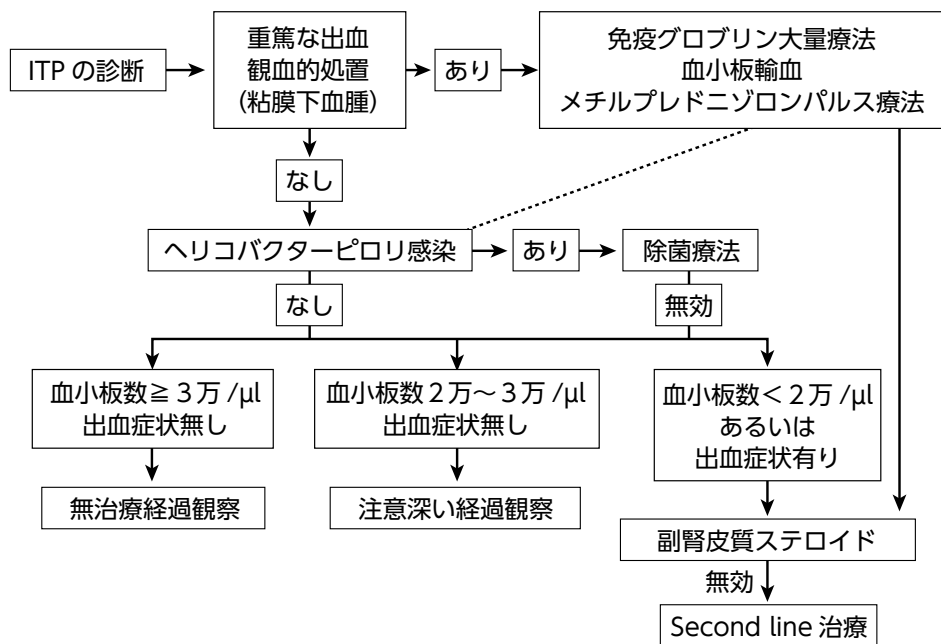 ITP の診断
重篤な出血
観血的処置
(粘膜下血腫)
あり
免疫グロブリン大量療法
血小板輸血
メチルプレドニゾロンパルス療法
なし
ヘリコバクターピロリ感染
あり
除菌療法
なし
無効
血小板数≧３万 /μl
出血症状無し
血小板数２万～３万 /μl
出血症状無し
血小板数＜２万 /μl
あるいは
出血症状有り
無治療経過観察
注意深い経過観察
副腎皮質ステロイド
無効
Second line 治療